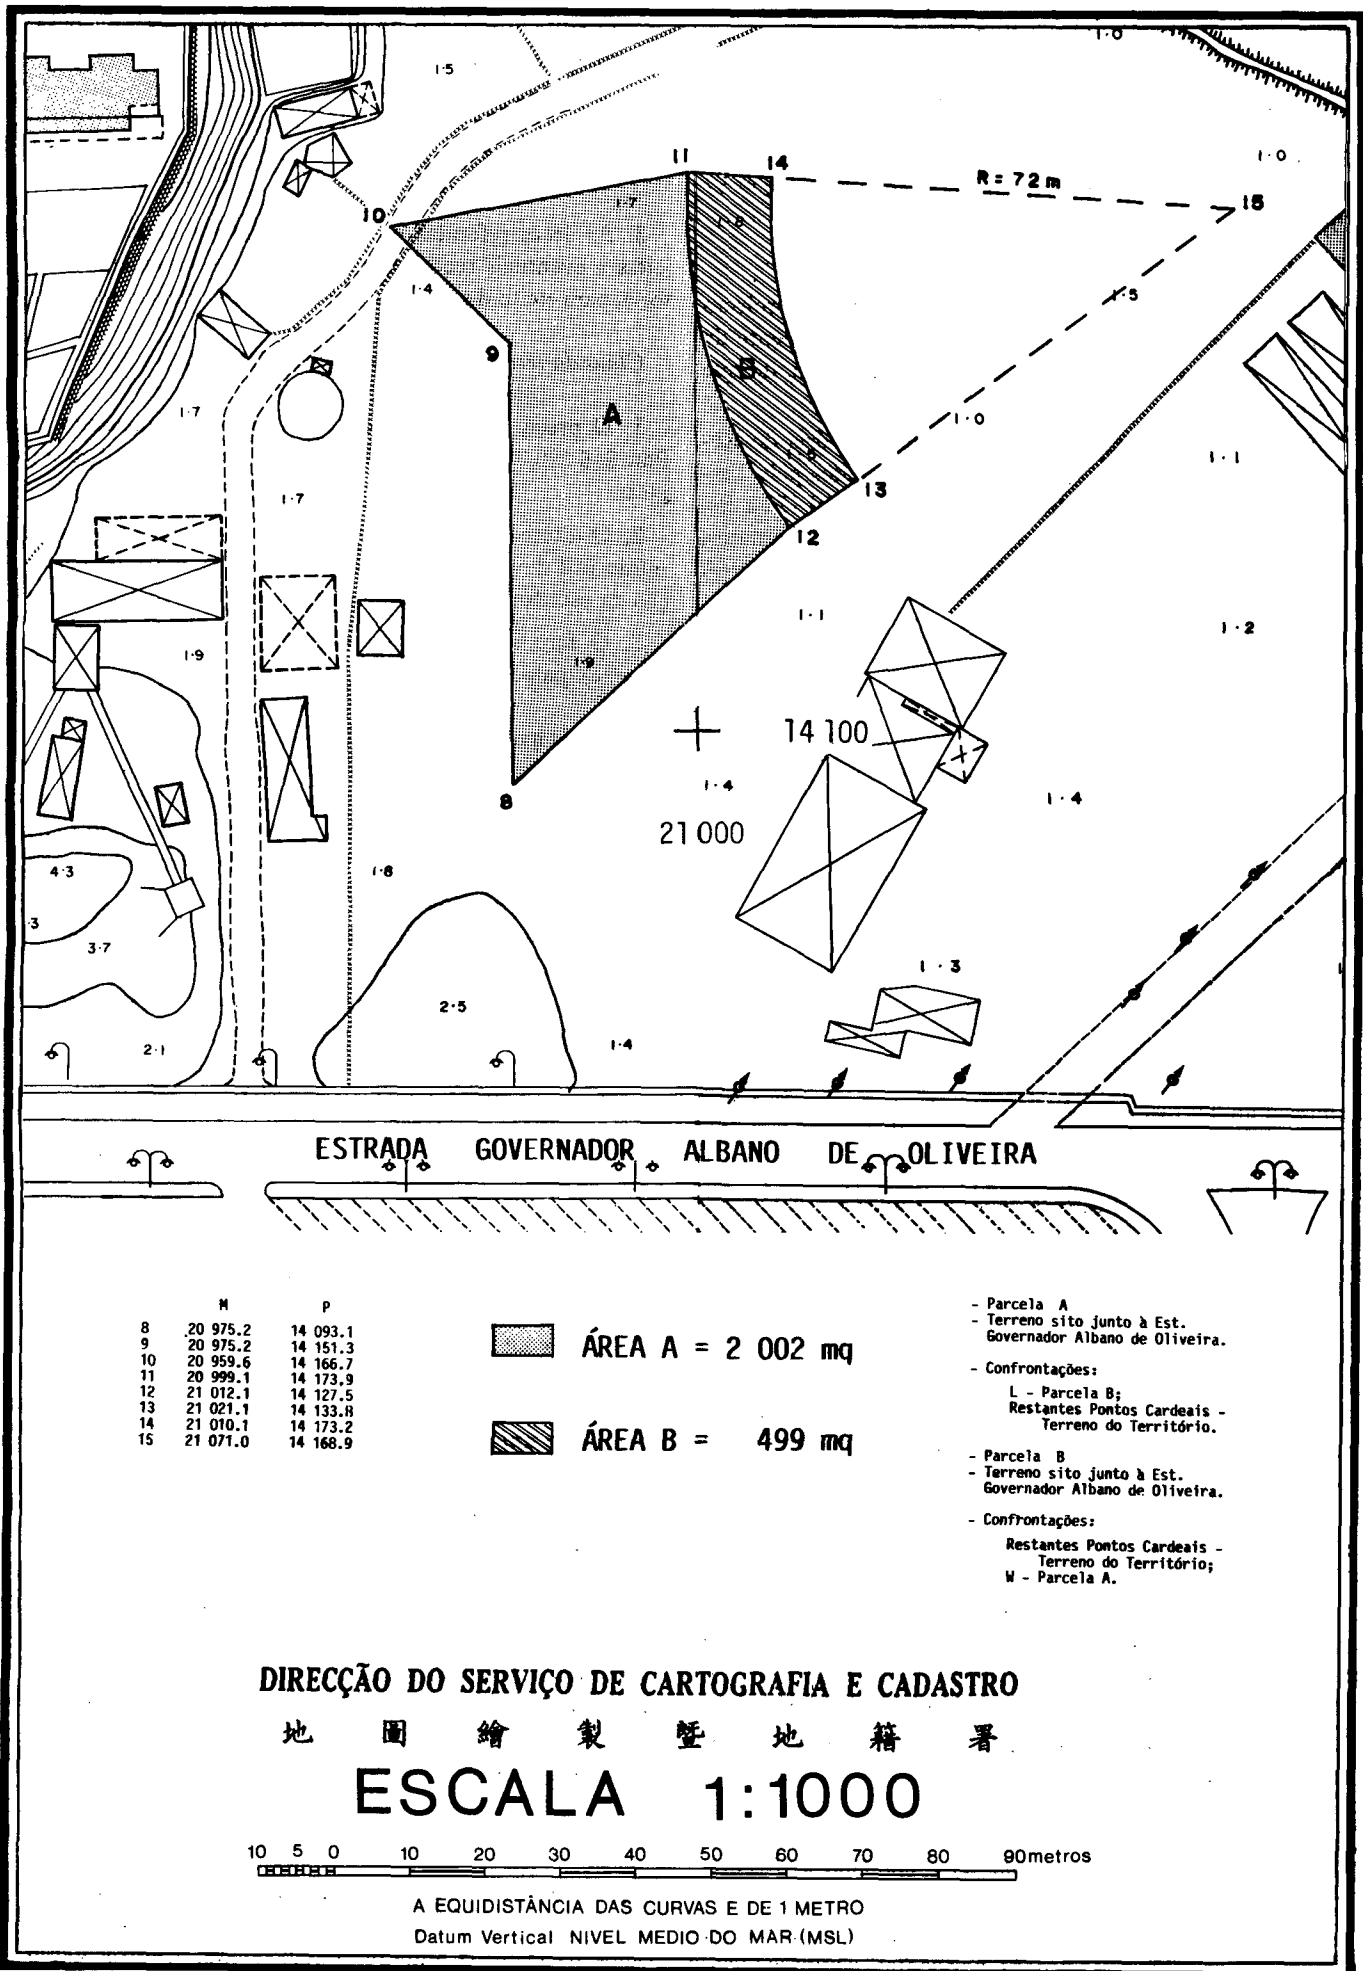 1·0
1·5
1·0
11
14
R = 72 m
15
10
1·7
1·8
1·4
1·5
9
B
A
1·7
1·0
1·1
1·8
13
1·7
12
1·1
1·2
1·9
1·9
14 100
1·4
1·4
8
21 000
4·3
1·8
·3
3·7
1·3
2·5
2·1
1·4
ESTRADA GOVERNADOR ALBANO DE OLIVEIRA
M P
8 20 975.2 14 093.1
9 20 975.2 14 151.3
10 20 959.6 14 166.7
11 20 999.1 14 173.9
12 21 012.1 14 127.5
13 21 021.1 14 133.8
14 21 010.1 14 173.2
15 21 071.0 14 168.9
ÁREA A = 2 002 mq
ÁREA B = 499 mq
- Parcela A
- Terreno sito junto à Est.
Governador Albano de Oliveira.
- Confrontações:
L - Parcela B;
Restantes Pontos Cardeais -
Terreno do Território.
- Parcela B
- Terreno sito junto à Est.
Governador Albano de Oliveira.
- Confrontações:
Restantes Pontos Cardeais -
Terreno do Território;
W - Parcela A.
DIRECÇÃO DO SERVIÇO DE CARTOGRAFIA E CADASTRO
地圖繪製暨地籍署
ESCALA 1:1000
10 5 0 10 20 30 40 50 60 70 80 90 metros
A EQUIDISTÂNCIA DAS CURVAS E DE 1 METRO
Datum Vertical NIVEL MEDIO DO MAR (MSL)